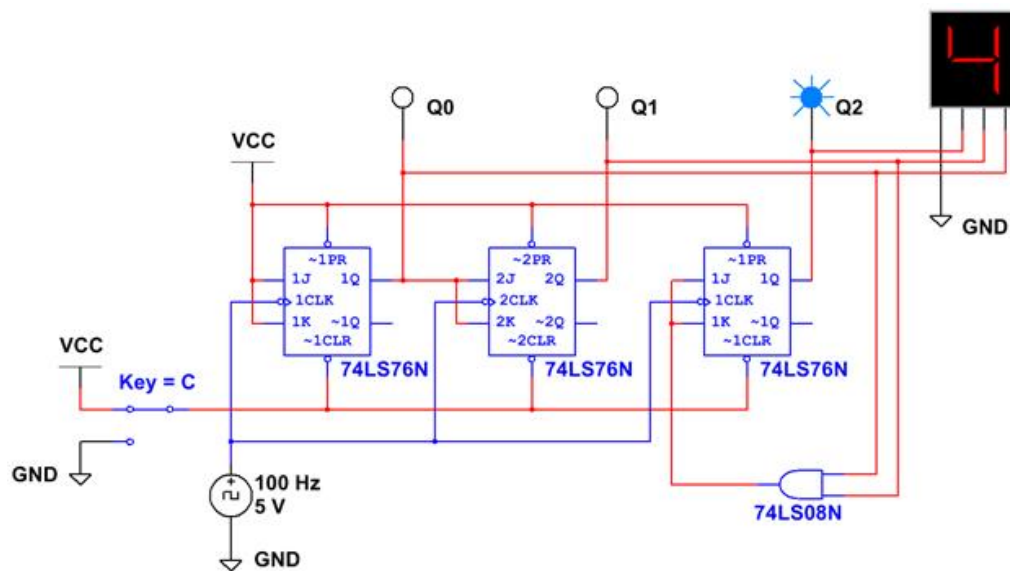 4
Q0
Q1
Q2
VCC
GND
~1PR
~2PR
~1PR
1J 1Q
2J 2Q
1J 1Q
1CLK
2CLK
1CLK
1K ~1Q
2K ~2Q
1K ~1Q
~1CLR
~2CLR
~1CLR
74LS76N
74LS76N
74LS76N
VCC
Key = C
GND
100 Hz
5 V
74LS08N
GND